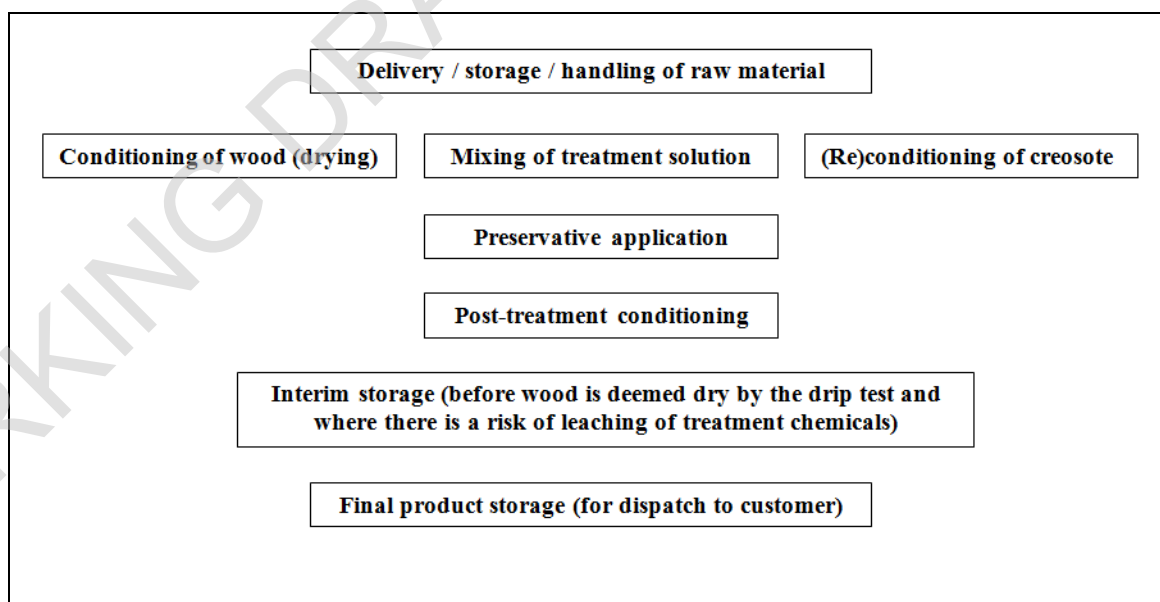 Delivery / storage / handling of raw material
Conditioning of wood (drying)
Mixing of treatment solution
(Re)conditioning of creosote
Preservative application
Post-treatment conditioning
Interim storage (before wood is deemed dry by the drip test and
where there is a risk of leaching of treatment chemicals)
Final product storage (for dispatch to customer)
RKING DRA